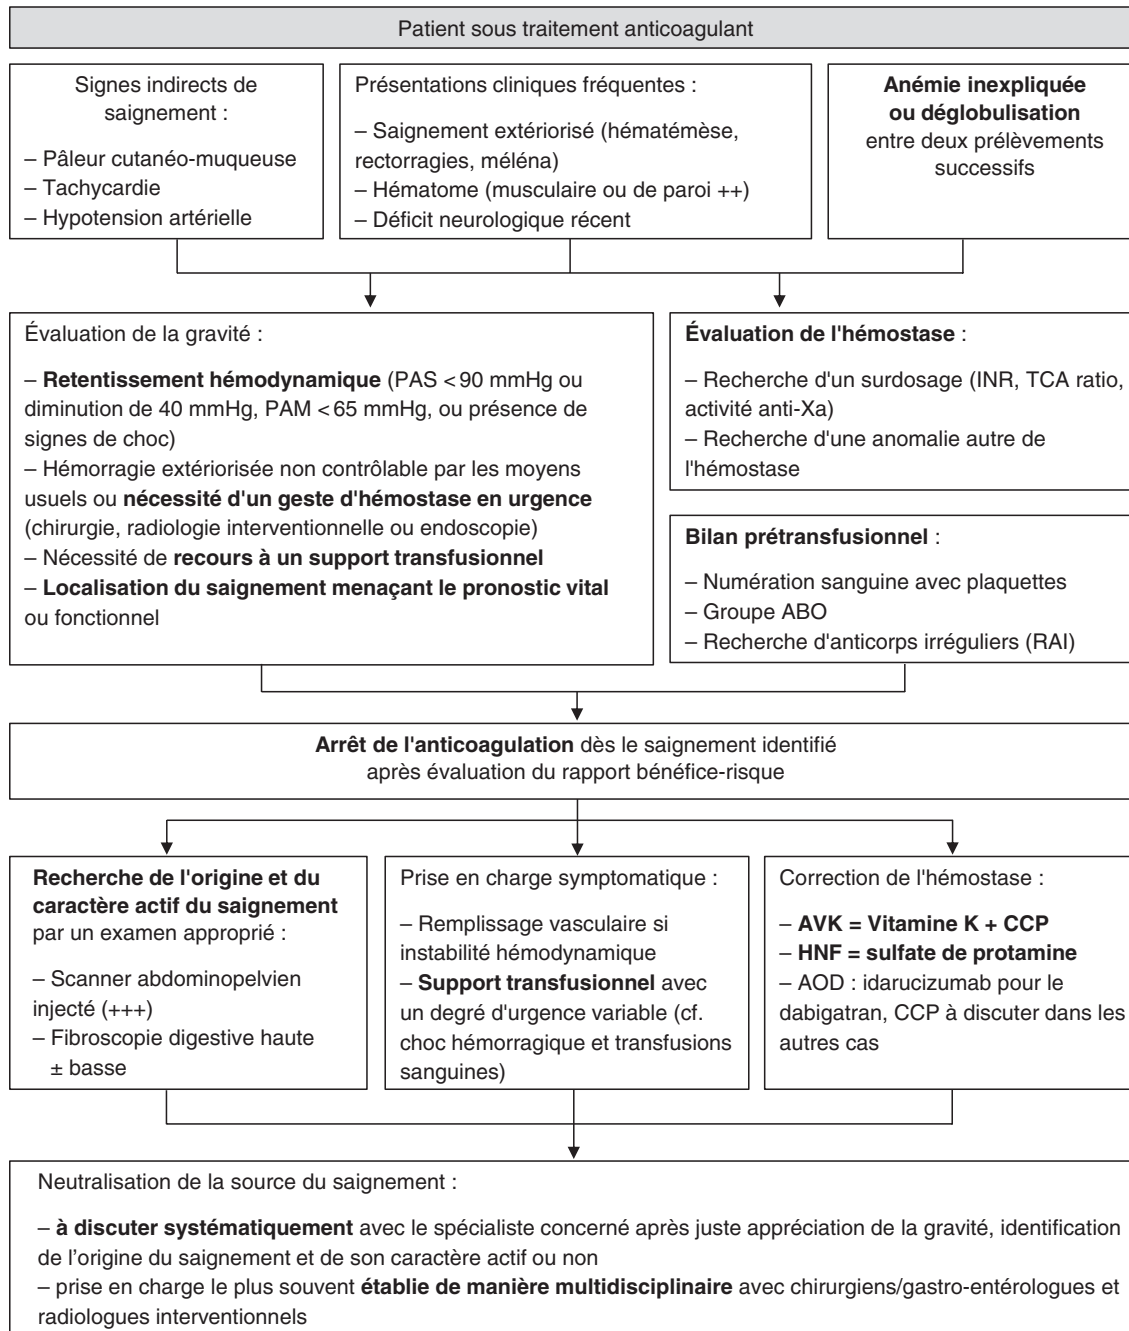 Patient sous traitement anticoagulant
Signes indirects de
saignement :
– Pâleur cutanéo-muqueuse
– Tachycardie
– Hypotension artérielle
Présentations cliniques fréquentes :
– Saignement extériorisé (hématémèse,
rectorragies, méléna)
– Hématome (musculaire ou de paroi ++)
– Déficit neurologique récent
Anémie inexpliquée
ou déglobulisation
entre deux prélèvements
successifs
Évaluation de la gravité :
– Retentissement hémodynamique (PAS < 90 mmHg ou
diminution de 40 mmHg, PAM < 65 mmHg, ou présence de
signes de choc)
– Hémorragie extériorisée non contrôlable par les moyens
usuels ou nécessité d'un geste d'hémostase en urgence
(chirurgie, radiologie interventionnelle ou endoscopie)
– Nécessité de recours à un support transfusionnel
– Localisation du saignement menaçant le pronostic vital
ou fonctionnel
Évaluation de l'hémostase :
– Recherche d'un surdosage (INR, TCA ratio,
activité anti-Xa)
– Recherche d'une anomalie autre de
l'hémostase
Bilan prétransfusionnel :
– Numération sanguine avec plaquettes
– Groupe ABO
– Recherche d'anticorps irréguliers (RAI)
Arrêt de l'anticoagulation dès le saignement identifié
après évaluation du rapport bénéfice-risque
Recherche de l'origine et du
caractère actif du saignement
par un examen approprié :
– Scanner abdominopelvien
injecté (+++)
– Fibroscopie digestive haute
± basse
Prise en charge symptomatique :
– Remplissage vasculaire si
instabilité hémodynamique
– Support transfusionnel avec
un degré d'urgence variable (cf.
choc hémorragique et transfusions
sanguines)
Correction de l'hémostase :
– AVK = Vitamine K + CCP
– HNF = sulfate de protamine
– AOD : idarucizumab pour le
dabigatran, CCP à discuter dans les
autres cas
Neutralisation de la source du saignement :
– à discuter systématiquement avec le spécialiste concerné après juste appréciation de la gravité, identification
de l'origine du saignement et de son caractère actif ou non
– prise en charge le plus souvent établie de manière multidisciplinaire avec chirurgiens/gastro-entérologues et
radiologues interventionnels